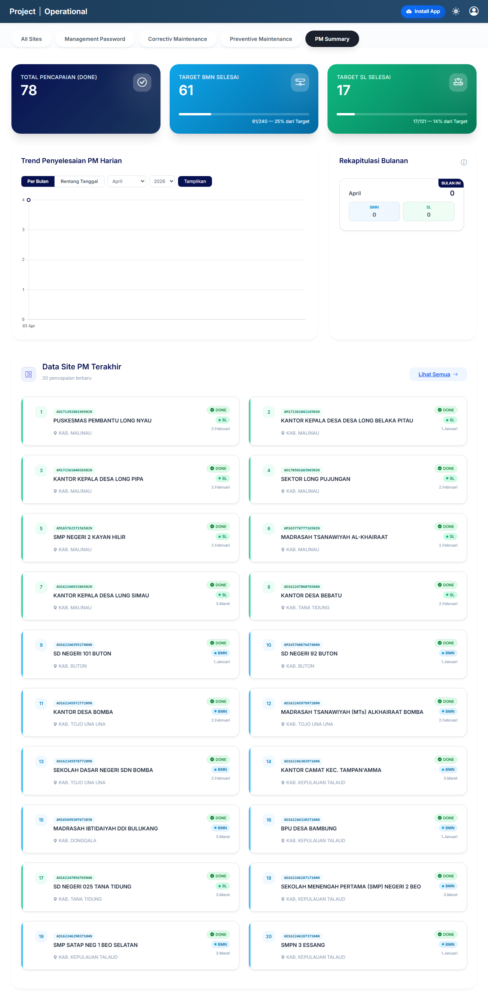 Project | Operational
Install App
All Sites
Management Password
Correctiv Maintenance
Preventive Maintenance
PM Summary
TOTAL PENCAPAIAN (DONE)
78
TARGET BMN SELESAI
61
61/240 — 25% dari Target
TARGET SL SELESAI
17
17/121 — 14% dari Target
Trend Penyelesaian PM Harian
Per Bulan
Rentang Tanggal
April
2026
Tampilkan
4
3
2
1
0
03 Apr
Rekapitulasi Bulanan
BULAN INI
April
0
BMN
0
SL
0
Data Site PM Terakhir
20 pencapaian terbaru
Lihat Semua →
1
AO17139288196502N
PUSKESMAS PEMBANTU LONG NYAU
KAB. MALINAU
DONE
SL
2.Februari
2
AM17236104216502N
KANTOR KEPALA DESA DESA LONG BELAKA PITAU
KAB. MALINAU
DONE
SL
1.Januari
3
AM17236104036502N
KANTOR KEPALA DESA LONG PIPA
KAB. MALINAU
DONE
SL
2.Februari
4
AO17050168396502N
SEKTOR LONG PUJUNGAN
KAB. MALINAU
DONE
SL
2.Februari
5
AM16576257156502N
SMP NEGERI 2 KAYAN HILIR
KAB. MALINAU
DONE
SL
2.Februari
6
AM16577877716502N
MADRASAH TSANAWIYAH AL-KHAIRAAT
KAB. MALINAU
DONE
SL
2.Februari
7
AO16224693386502N
KANTOR KEPALA DESA LUNG SIMAU
KAB. MALINAU
DONE
SL
3.Maret
8
AO16224706076504N
KANTOR DESA BEBATU
KAB. TANA TIDUNG
DONE
SL
2.Februari
9
AO16224659527404N
SD NEGERI 101 BUTON
KAB. BUTON
DONE
BMN
1.Januari
10
AM16576067647404N
SD NEGERI 92 BUTON
KAB. BUTON
DONE
BMN
1.Januari
11
AO16224597277209N
KANTOR DESA BOMBA
KAB. TOJO UNA UNA
DONE
BMN
2.Februari
12
AO16224597997209N
MADRASAH TSANAWIYAH (MTs) ALKHAIRAAT BOMBA
KAB. TOJO UNA UNA
DONE
BMN
2.Februari
13
AO16224597877209N
SEKOLAH DASAR NEGERI SDN BOMBA
KAB. TOJO UNA UNA
DONE
BMN
2.Februari
14
AO16224630297104N
KANTOR CAMAT KEC. TAMPAN'AMMA
KAB. KEPULAUAN TALAUD
DONE
BMN
3.Maret
15
AM16569920767203N
MADRASAH IBTIDAIYAH DDI BULUKANG
KAB. DONGGALA
DONE
BMN
3.Maret
16
AO16224632037104N
BPU DESA BAMBUNG
KAB. KEPULAUAN TALAUD
DONE
BMN
1.Januari
17
AO16224705676504N
SD NEGERI 025 TANA TIDUNG
KAB. TANA TIDUNG
DONE
SL
3.Maret
18
AO16224628717104N
SEKOLAH MENENGAH PERTAMA (SMP) NEGERI 2 BEO
KAB. KEPULAUAN TALAUD
DONE
BMN
3.Maret
19
AO16224629037104N
SMP SATAP NEG 1 BEO SELATAN
KAB. KEPULAUAN TALAUD
DONE
BMN
3.Maret
20
AO16224628467104N
SMPN 3 ESSANG
KAB. KEPULAUAN TALAUD
DONE
BMN
1.Januari